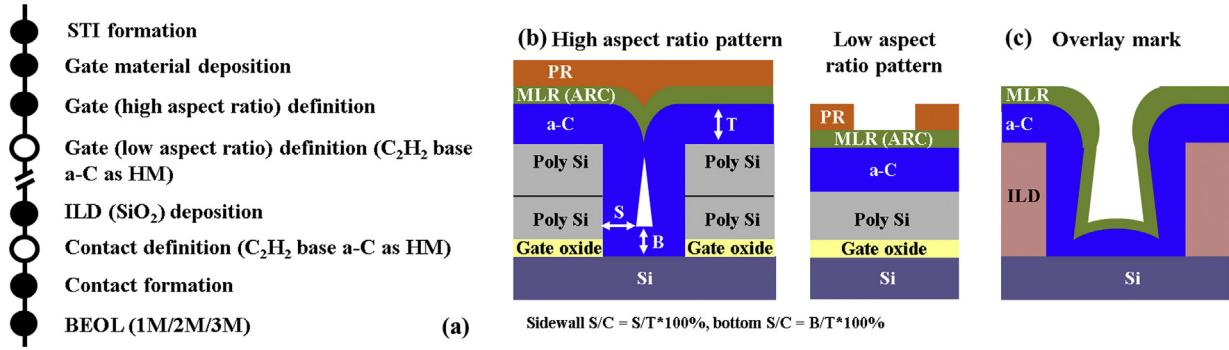 STI formation
Gate material deposition
Gate (high aspect ratio) definition
Gate (low aspect ratio) definition (C₂H₂ base
a-C as HM)
ILD (SiO₂) deposition
Contact definition (C₂H₂ base a-C as HM)
Contact formation
BEOL (1M/2M/3M)
(a)
(b) High aspect ratio pattern
PR
MLR (ARC)
a-C
T
Poly Si
Poly Si
S
Poly Si
Poly Si
B
Gate oxide
Gate oxide
Si
Low aspect
ratio pattern
PR
MLR (ARC)
a-C
Poly Si
Gate oxide
Si
(c) Overlay mark
MLR
a-C
ILD
Si
Sidewall S/C = S/T*100%, bottom S/C = B/T*100%